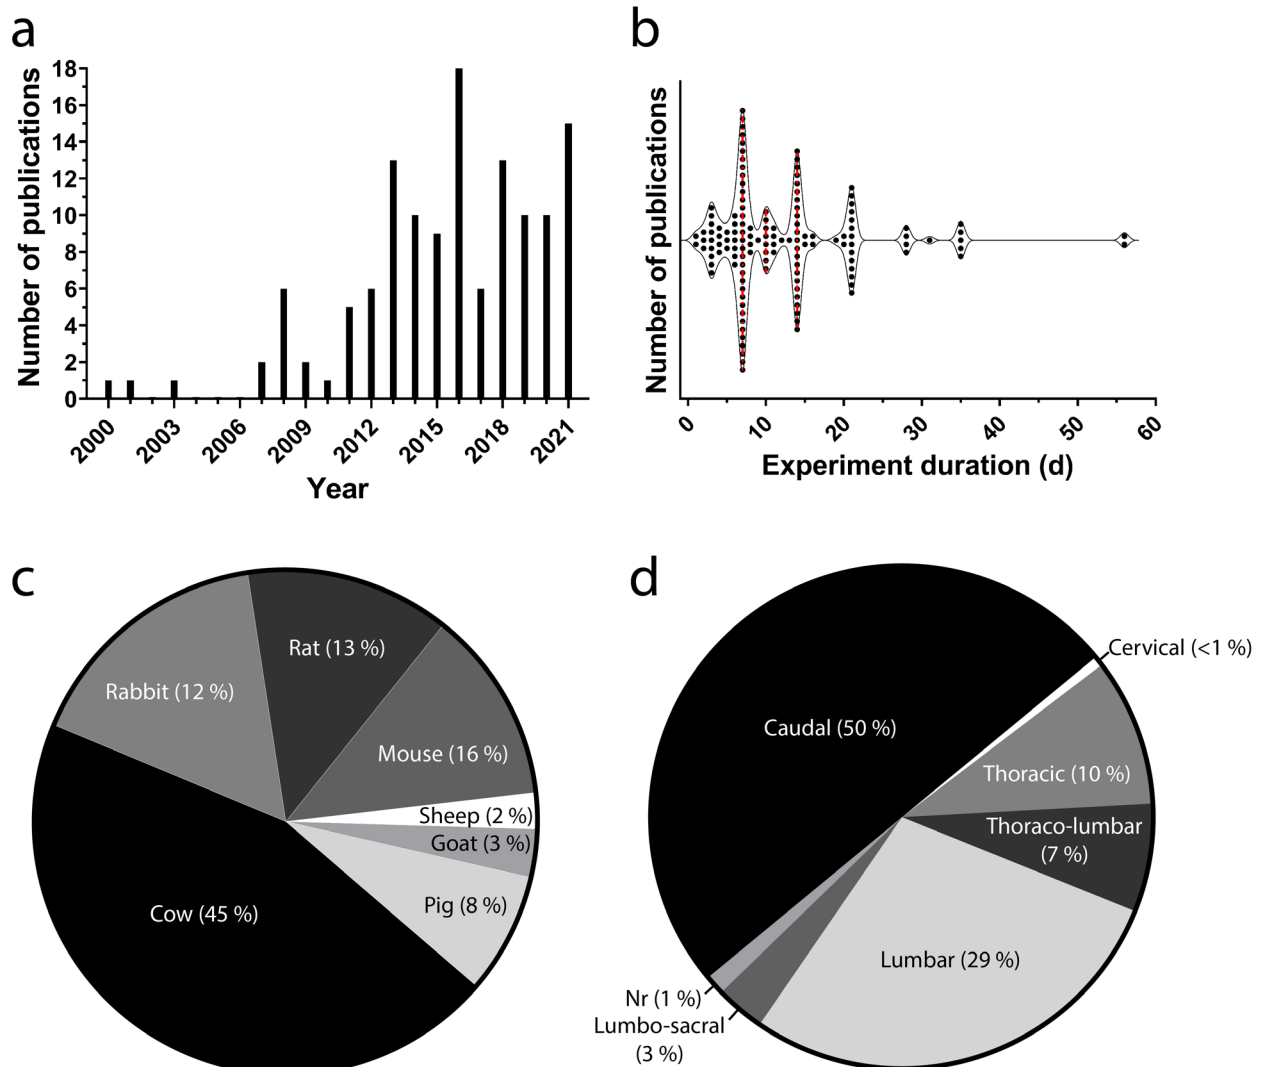 a
Number of publications
18
16
14
12
10
8
6
4
2
0
2000
2003
2006
2009
2012
2015
2018
2021
Year
b
Number of publications
0
10
20
30
40
50
60
Experiment duration (d)
c
Rat (13 %)
Rabbit (12 %)
Mouse (16 %)
Sheep (2 %)
Goat (3 %)
Pig (8 %)
Cow (45 %)
d
Cervical (<1 %)
Caudal (50 %)
Thoracic (10 %)
Thoraco-lumbar
(7 %)
Lumbar (29 %)
Nr (1 %)
Lumbo-sacral
(3 %)